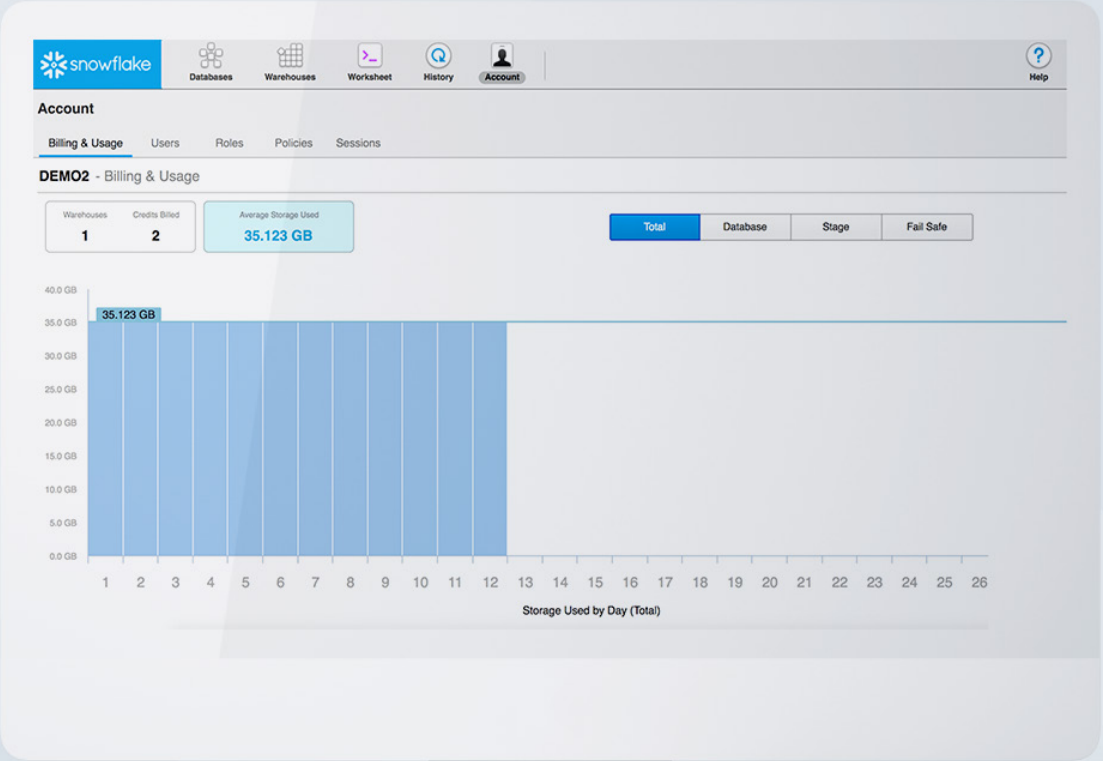 snowflake
Databases Warehouses Worksheet History Account Help
Account
Billing & Usage Users Roles Policies Sessions
DEMO2 - Billing & Usage
Warehouses Credits Billed Average Storage Used
1 2 35.123 GB
Total Database Stage Fail Safe
40.0 GB
35.123 GB
35.0 GB
30.0 GB
25.0 GB
20.0 GB
15.0 GB
10.0 GB
5.0 GB
0.0 GB
1 2 3 4 5 6 7 8 9 10 11 12 13 14 15 16 17 18 19 20 21 22 23 24 25 26
Storage Used by Day (Total)